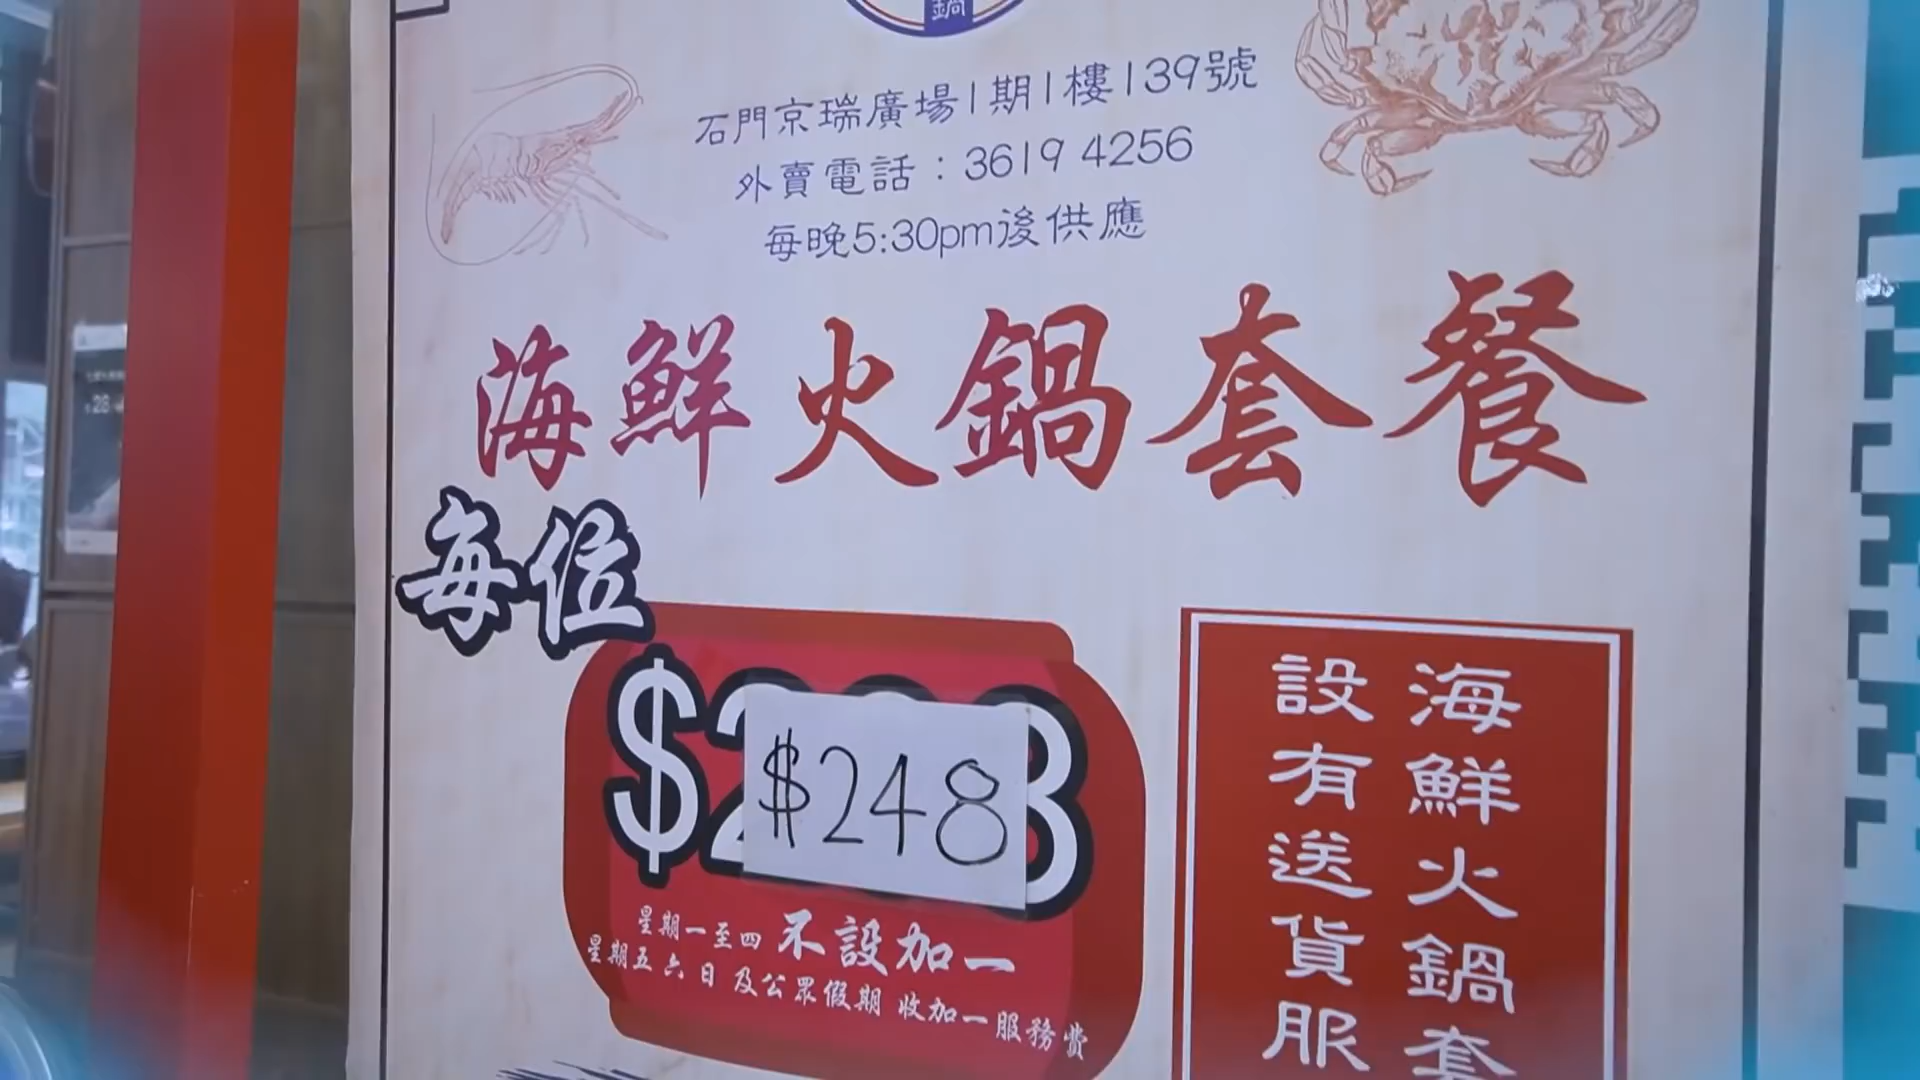 鍋
石門京瑞廣場1期1樓139號
外賣電話：3619 4256
每晚5:30pm後供應
海鮮火鍋套餐
每位
$248
星期一至四 不設加一
星期五六日及公眾假期 收加一服務費
海鮮火鍋套
設有送貨服